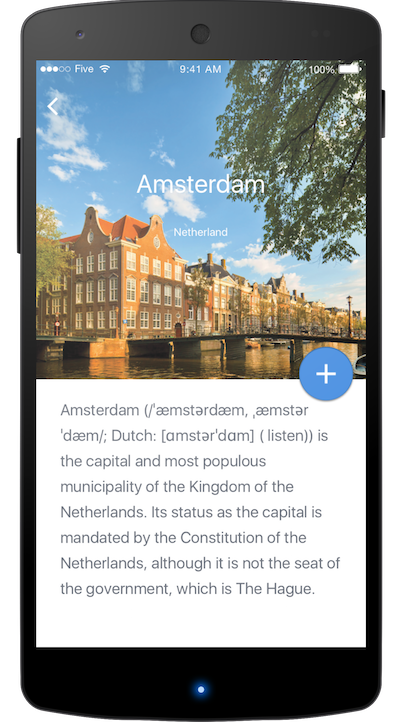 Five 9:41 AM 100%
Amsterdam
Netherland
Amsterdam (/ˈæmstərdæm, ˌæmstər
ˈdæm/; Dutch: [ɑmstərˈdɑm] ( listen)) is
the capital and most populous
municipality of the Kingdom of the
Netherlands. Its status as the capital is
mandated by the Constitution of the
Netherlands, although it is not the seat of
the government, which is The Hague.